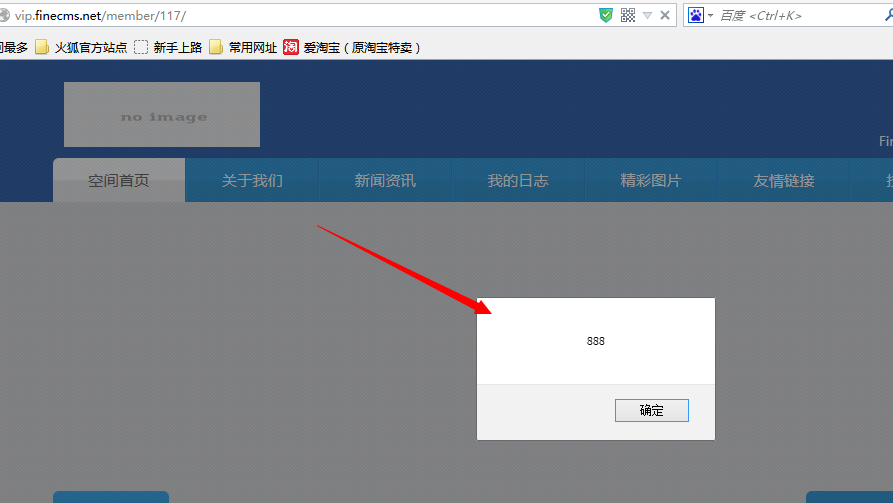 vip.finecms.net/member/117/
百度 <Ctrl+K>
问最多 火狐官方站点 新手上路 常用网址 淘 爱淘宝（原淘宝特卖）
no image
Fin
空间首页 关于我们 新闻资讯 我的日志 精彩图片 友情链接
888
确定